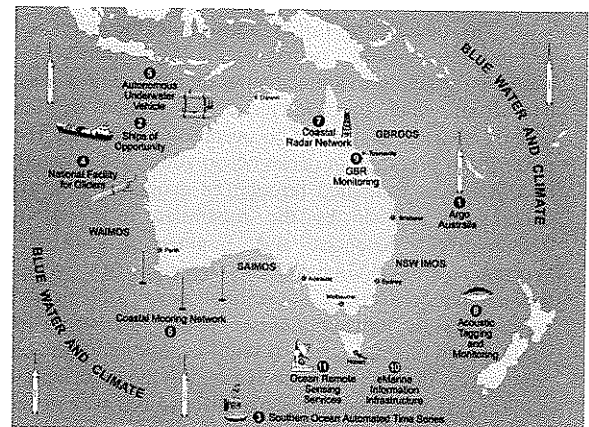 5
Autonomous
Underwater
Vehicle
Darwin
2
Ships of
Opportunity
4
National Facility
for Gliders
7
Coastal
Radar Network
GBROOS
Townsville
9
GBR
Monitoring
BLUE WATER AND CLIMATE
1
Argo
Australia
Brisbane
WAIMOS
Perth
SAIMOS
Adelaide
NSW IMOS
Sydney
Melbourne
BLUE WATER AND CLIMATE
Coastal Mooring Network
6
8
Acoustic
Tagging
and
Monitoring
Hobart
11
Ocean Remote
Sensing
Services
10
eMarine
Information
Infrastructure
3 Southern Ocean Automated Time Series